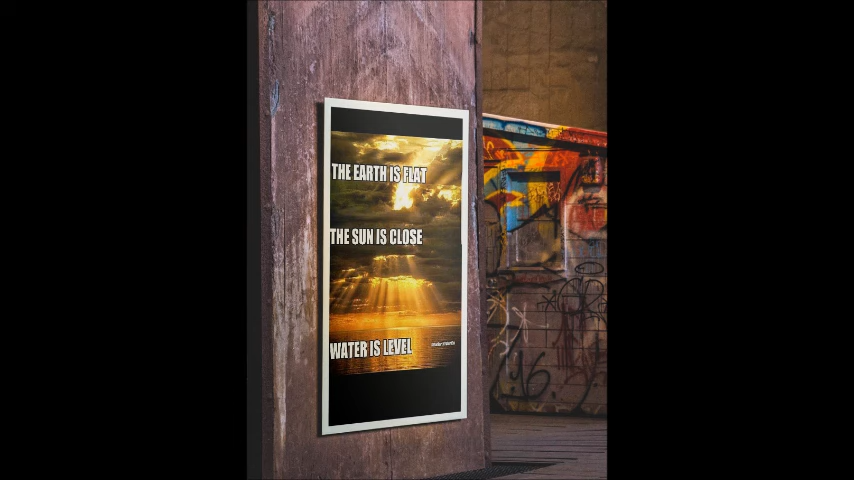 THE EARTH IS FLAT
THE SUN IS CLOSE
WATER IS LEVEL